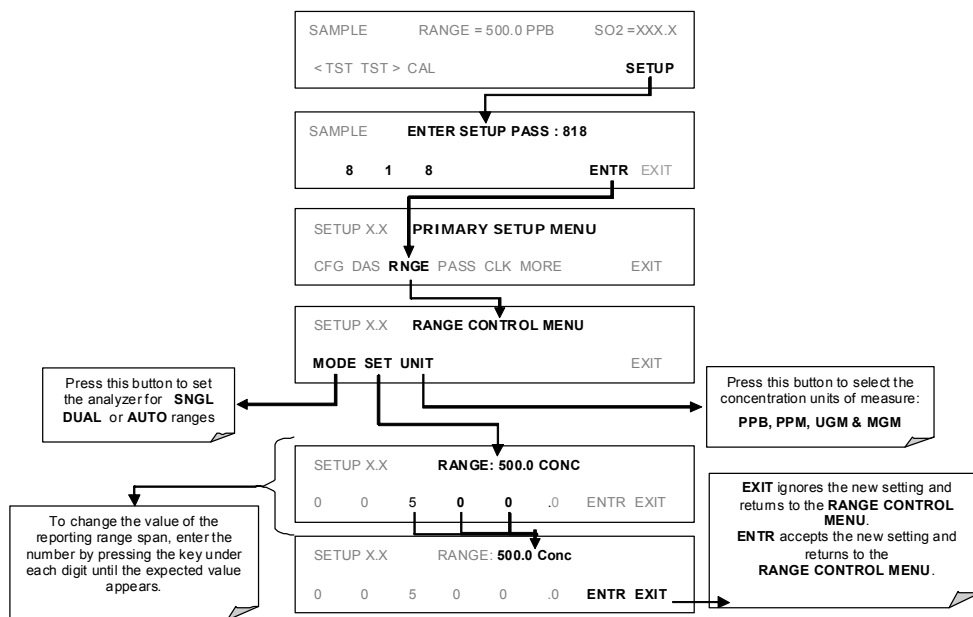 SAMPLE RANGE = 500.0 PPB SO2 =XXX.X
< TST TST > CAL SETUP
SAMPLE ENTER SETUP PASS : 818
8 1 8 ENTR EXIT
SETUP X.X PRIMARY SETUP MENU
CFG DAS RNGE PASS CLK MORE EXIT
SETUP X.X RANGE CONTROL MENU
MODE SET UNIT EXIT
Press this button to set
the analyzer for SNGL
DUAL or AUTO ranges
Press this button to select the
concentration units of measure:
PPB, PPM, UGM & MGM
SETUP X.X RANGE: 500.0 CONC
0 0 5 0 0 .0 ENTR EXIT
To change the value of the
reporting range span, enter the
number by pressing the key under
each digit until the expected value
appears.
SETUP X.X RANGE: 500.0 Conc
0 0 5 0 0 .0 ENTR EXIT
EXIT ignores the new setting and
returns to the RANGE CONTROL
MENU.
ENTR accepts the new setting and
returns to the
RANGE CONTROL MENU.